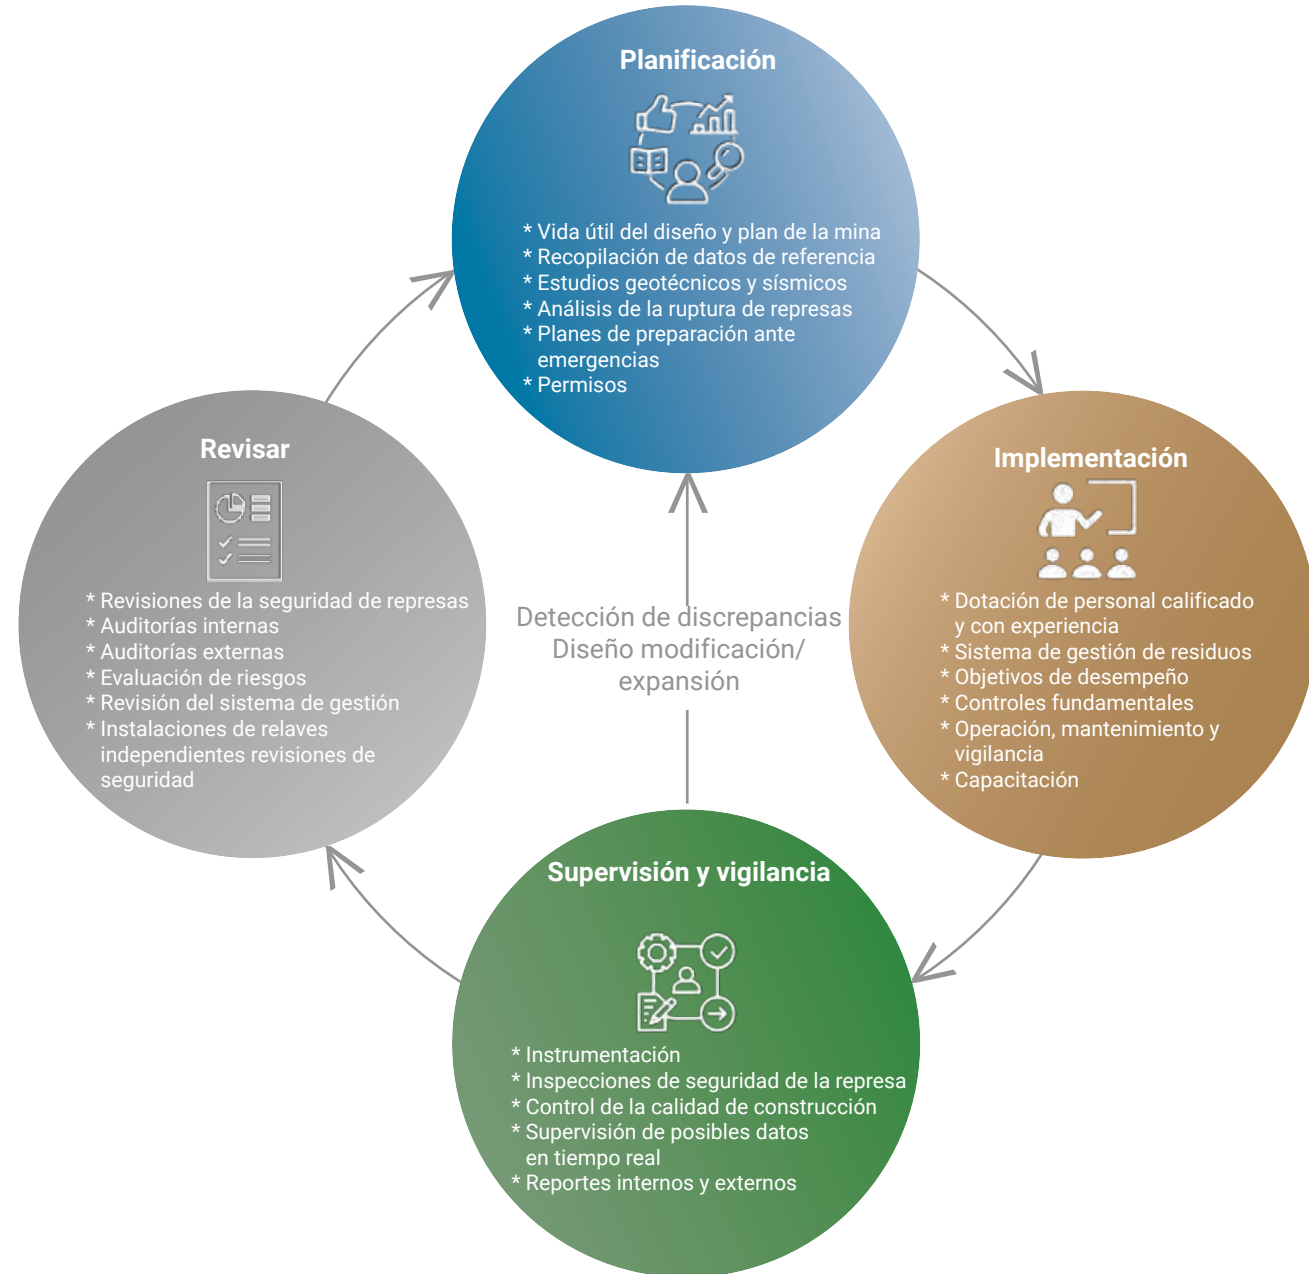 Planificación
* Vida útil del diseño y plan de la mina
* Recopilación de datos de referencia
* Estudios geotécnicos y sísmicos
* Análisis de la ruptura de represas
* Planes de preparación ante
emergencias
* Permisos
Implementación
* Dotación de personal calificado
y con experiencia
* Sistema de gestión de residuos
* Objetivos de desempeño
* Controles fundamentales
* Operación, mantenimiento y
vigilancia
* Capacitación
Supervisión y vigilancia
* Instrumentación
* Inspecciones de seguridad de la represa
* Control de la calidad de construcción
* Supervisión de posibles datos
en tiempo real
* Reportes internos y externos
Revisar
* Revisiones de la seguridad de represas
* Auditorías internas
* Auditorías externas
* Evaluación de riesgos
* Revisión del sistema de gestión
* Instalaciones de relaves
independientes revisiones de
seguridad
Detección de discrepancias
Diseño modificación/
expansión